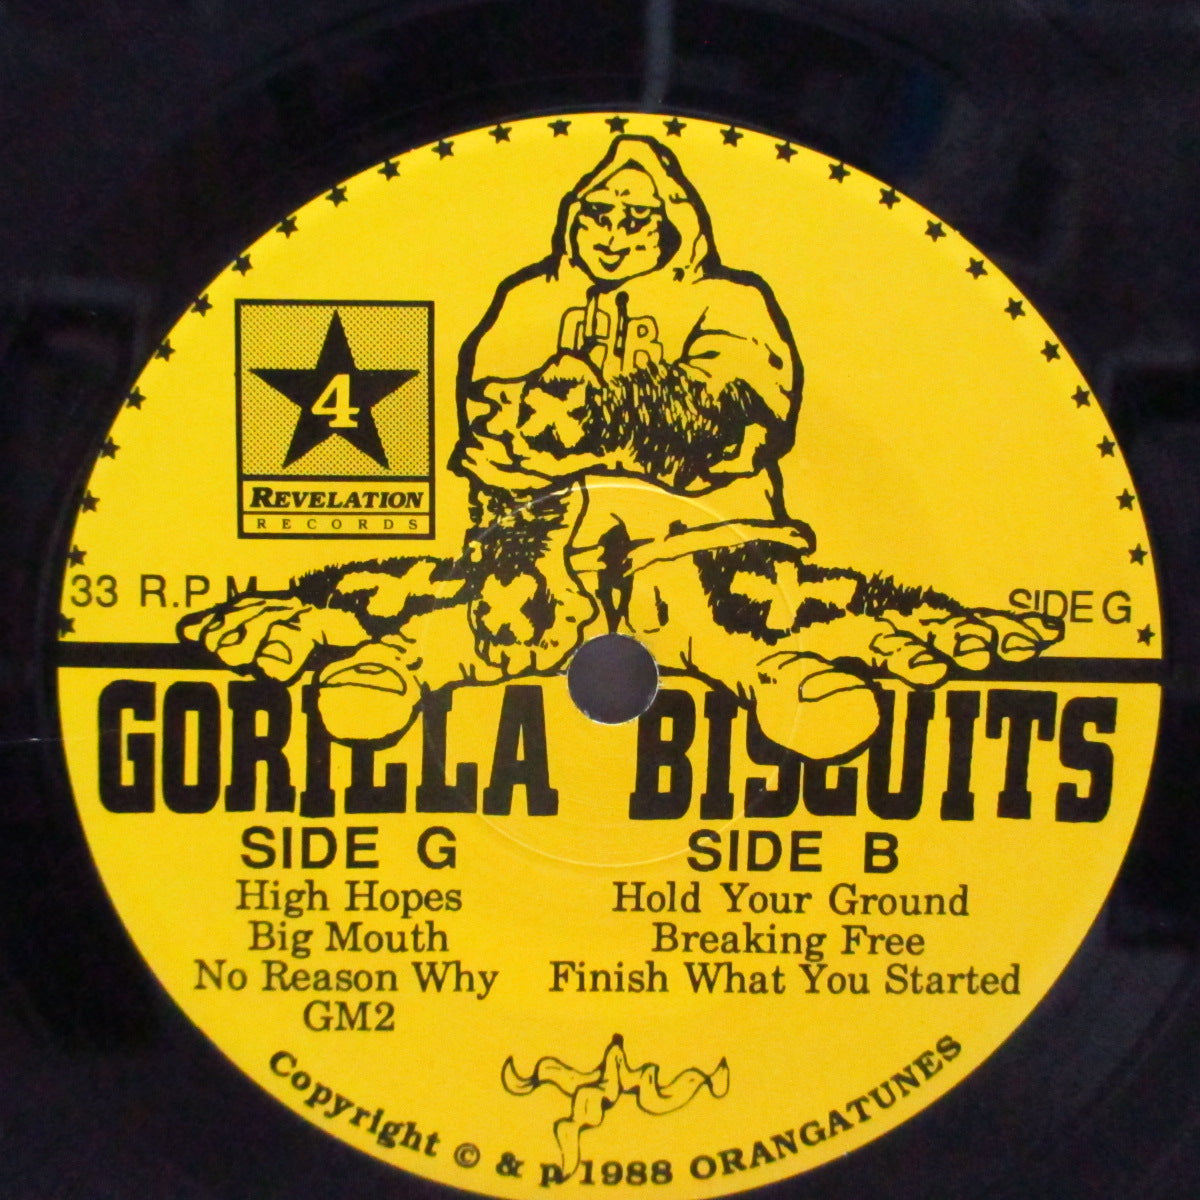 4
REVELATION
RECORDS
33 R.P.M
SIDE G
GORILLA BISCUITS
SIDE G
High Hopes
Big Mouth
No Reason Why
GM2
SIDE B
Hold Your Ground
Breaking Free
Finish What You Started
Copyright © & p 1988 ORANGATUNES